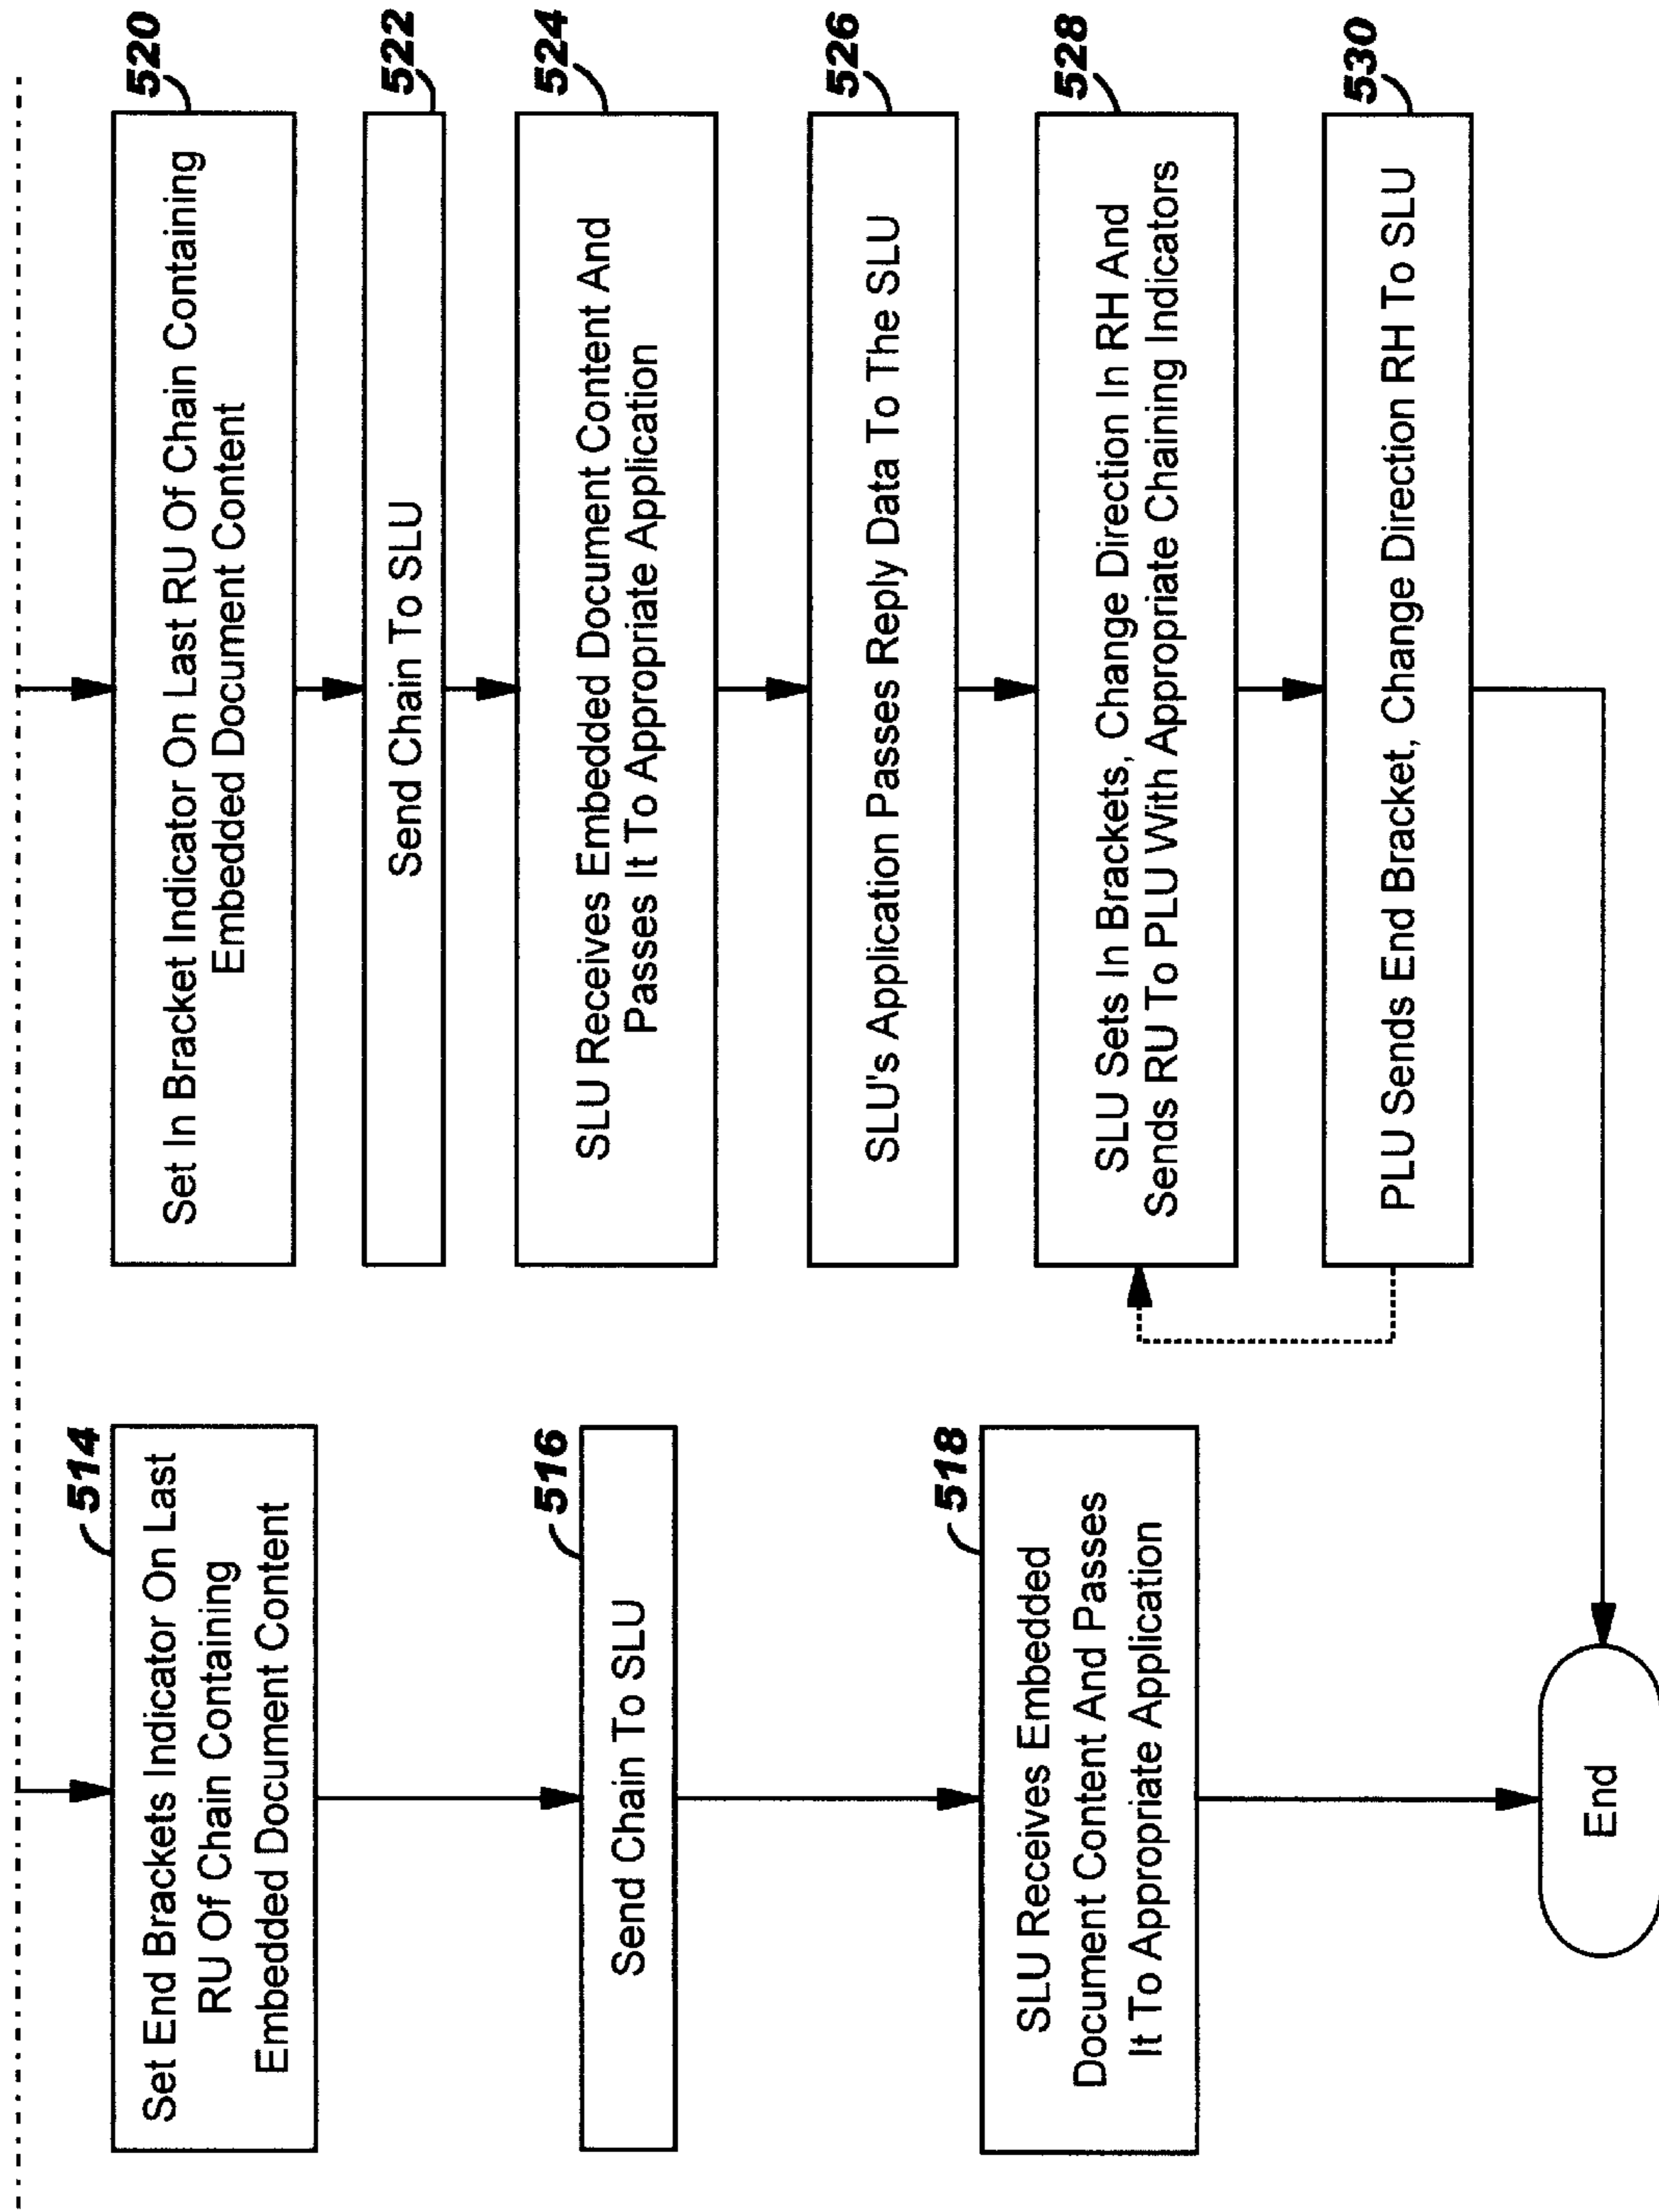 514
Set End Brackets Indicator On Last
RU Of Chain Containing
Embedded Document Content
516
Send Chain To SLU
518
SLU Receives Embedded
Document Content And Passes
It To Appropriate Application
520
Set In Bracket Indicator On Last RU Of Chain Containing
Embedded Document Content
522
Send Chain To SLU
524
SLU Receives Embedded Document Content And
Passes It To Appropriate Application
526
SLU's Application Passes Reply Data To The SLU
528
SLU Sets In Brackets, Change Direction In RH And
Sends RU To PLU With Appropriate Chaining Indicators
530
PLU Sends End Bracket, Change Direction RH To SLU
End